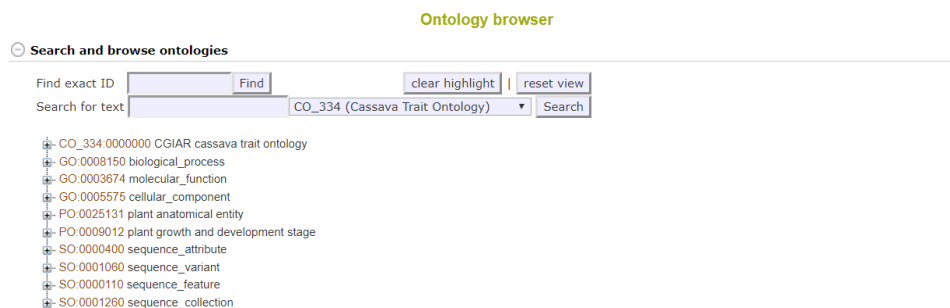 Ontology browser
Search and browse ontologies
Find exact ID Find clear highlight | reset view
Search for text CO_334 (Cassava Trait Ontology) Search
CO_334:0000000 CGIAR cassava trait ontology
GO:0008150 biological_process
GO:0003674 molecular_function
GO:0005575 cellular_component
PO:0025131 plant anatomical entity
PO:0009012 plant growth and development stage
SO:0000400 sequence_attribute
SO:0001060 sequence_variant
SO:0000110 sequence_feature
SO:0001260 sequence_collection